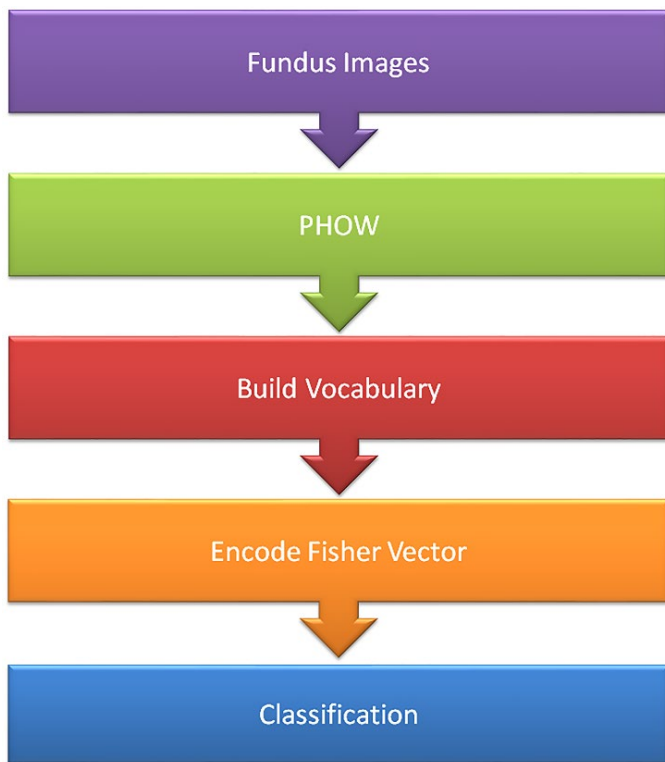 Fundus Images
PHOW
Build Vocabulary
Encode Fisher Vector
Classification